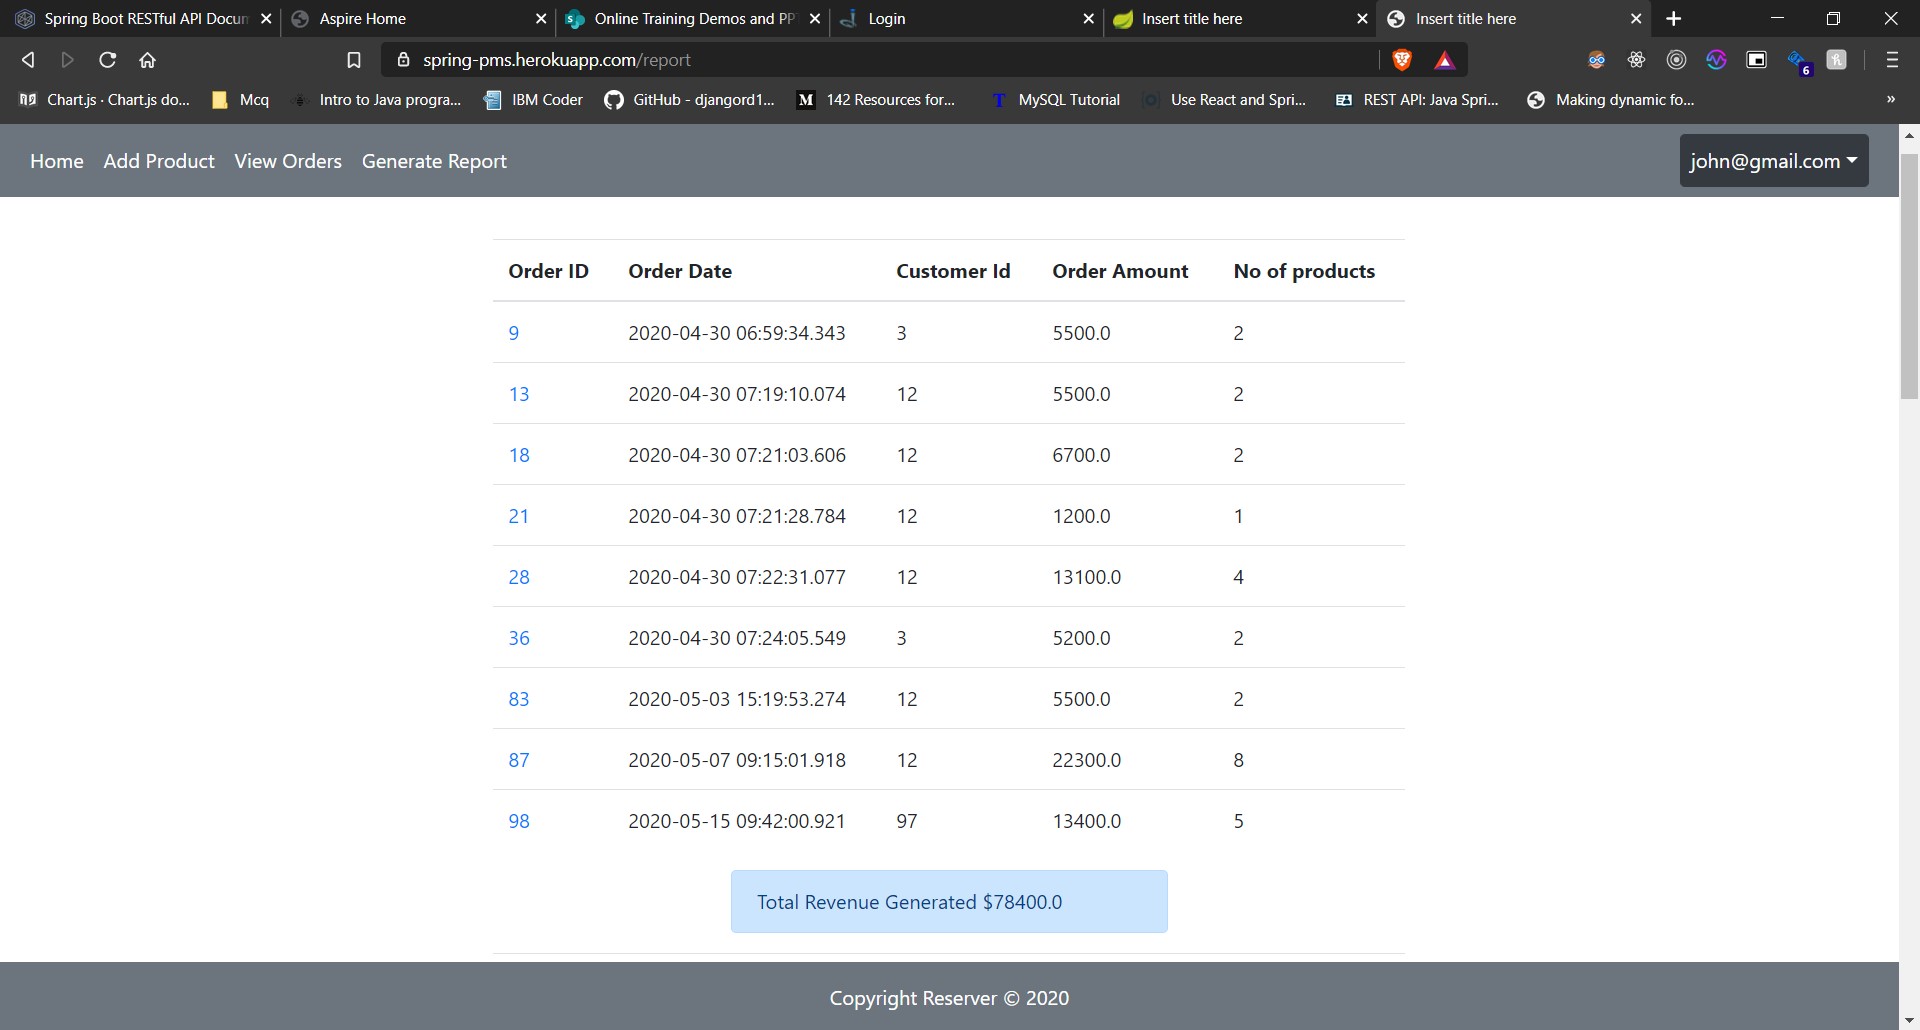 Spring Boot RESTful API Docum
Aspire Home
Online Training Demos and PP
Login
Insert title here
Insert title here
spring-pms.herokuapp.com/report
6
Chart.js · Chart.js do...
Mcq
Intro to Java progra...
IBM Coder
GitHub - djangord1...
M
142 Resources for...
T
MySQL Tutorial
Use React and Spri...
REST API: Java Spri...
Making dynamic fo...
»
Home Add Product View Orders Generate Report
john@gmail.com
Order ID Order Date Customer Id Order Amount No of products
9 2020-04-30 06:59:34.343 3 5500.0 2
13 2020-04-30 07:19:10.074 12 5500.0 2
18 2020-04-30 07:21:03.606 12 6700.0 2
21 2020-04-30 07:21:28.784 12 1200.0 1
28 2020-04-30 07:22:31.077 12 13100.0 4
36 2020-04-30 07:24:05.549 3 5200.0 2
83 2020-05-03 15:19:53.274 12 5500.0 2
87 2020-05-07 09:15:01.918 12 22300.0 8
98 2020-05-15 09:42:00.921 97 13400.0 5
Total Revenue Generated $78400.0
Copyright Reserver © 2020